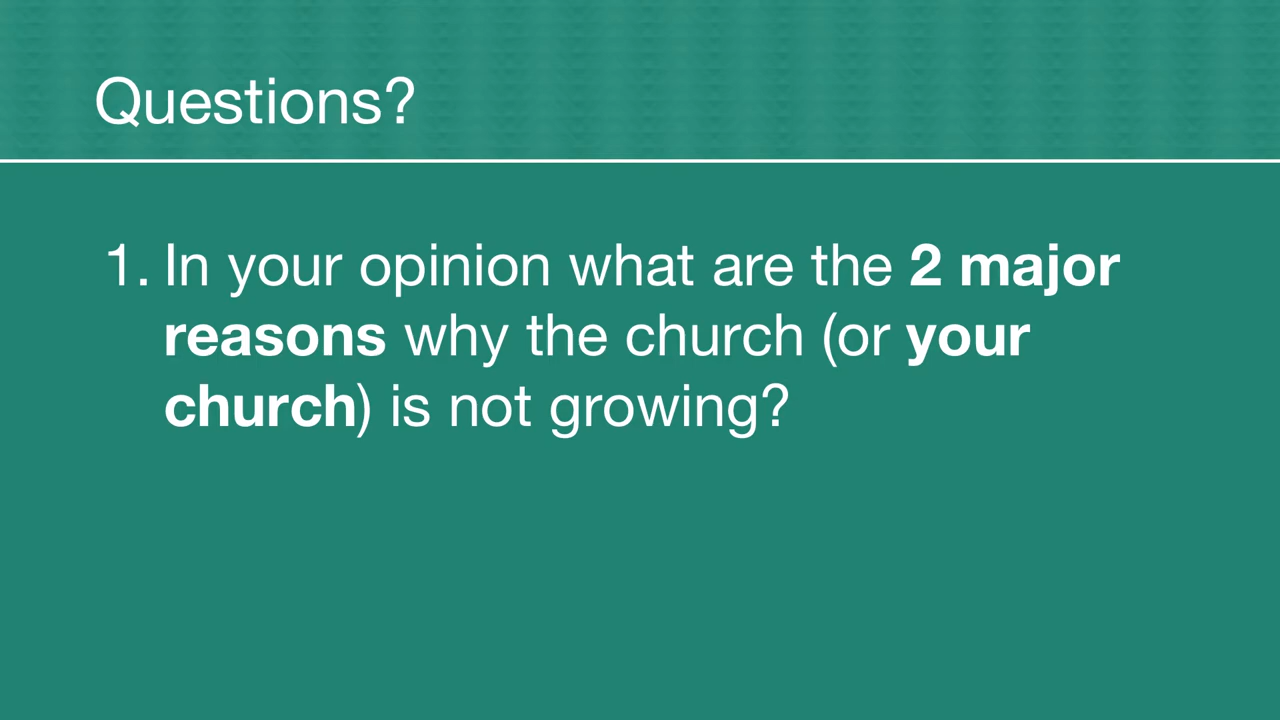 Questions?
1. In your opinion what are the 2 major
reasons why the church (or your
church) is not growing?